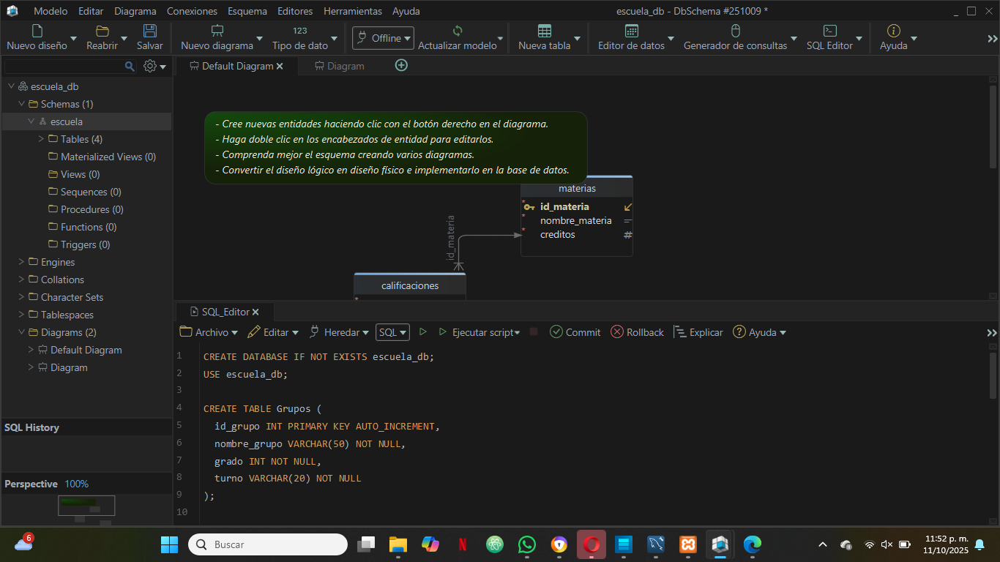 Modelo Editar Diagrama Conexiones Esquema Editores Herramientas Ayuda escuela_db - DbSchema #251009 *
123
Nuevo diseño Reabrir Salvar Nuevo diagrama Tipo de dato Offline Actualizar modelo Nueva tabla Editor de datos Generador de consultas SQL Editor Ayuda
Default Diagram Diagram
escuela_db
Schemas (1)
escuela
Tables (4)
Materialized Views (0)
Views (0)
Sequences (0)
Procedures (0)
Functions (0)
Triggers (0)
Engines
Collations
Character Sets
Tablespaces
Diagrams (2)
Default Diagram
Diagram
SQL History
Perspective 100%
- Cree nuevas entidades haciendo clic con el botón derecho en el diagrama.
- Haga doble clic en los encabezados de entidad para editarlos.
- Comprenda mejor el esquema creando varios diagramas.
- Convertir el diseño lógico en diseño físico e implementarlo en la base de datos.
materias
* id_materia
* nombre_materia
* creditos #
id_materia
calificaciones
*
SQL_Editor
Archivo Editar Heredar SQL Ejecutar script Commit Rollback Explicar Ayuda
1 CREATE DATABASE IF NOT EXISTS escuela_db;
2 USE escuela_db;
3
4 CREATE TABLE Grupos (
5 id_grupo INT PRIMARY KEY AUTO_INCREMENT,
6 nombre_grupo VARCHAR(50) NOT NULL,
7 grado INT NOT NULL,
8 turno VARCHAR(20) NOT NULL
9 );
10
6
Buscar
11:52 p. m.
11/10/2025